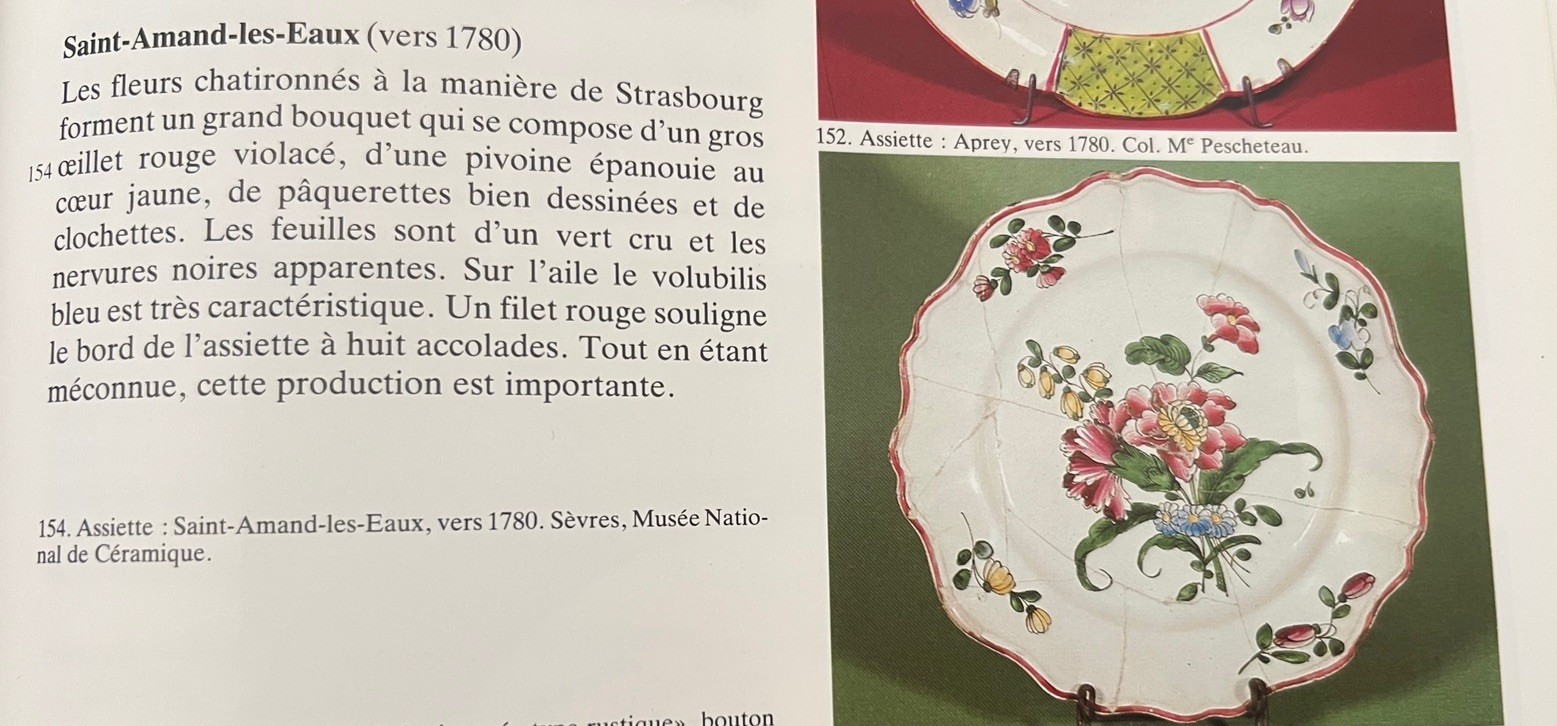 Saint-Amand-les-Eaux (vers 1780)
Les fleurs chatironnés à la manière de Strasbourg
forment un grand bouquet qui se compose d'un gros
154 œillet rouge violacé, d'une pivoine épanouie au
cœur jaune, de pâquerettes bien dessinées et de
clochettes. Les feuilles sont d'un vert cru et les
nervures noires apparentes. Sur l'aile le volubilis
bleu est très caractéristique. Un filet rouge souligne
le bord de l'assiette à huit accolades. Tout en étant
méconnue, cette production est importante.
154. Assiette : Saint-Amand-les-Eaux, vers 1780. Sèvres, Musée Natio-
nal de Céramique.
rustique», bouton
152. Assiette : Aprey, vers 1780. Col. Mᵉ Pescheteau.